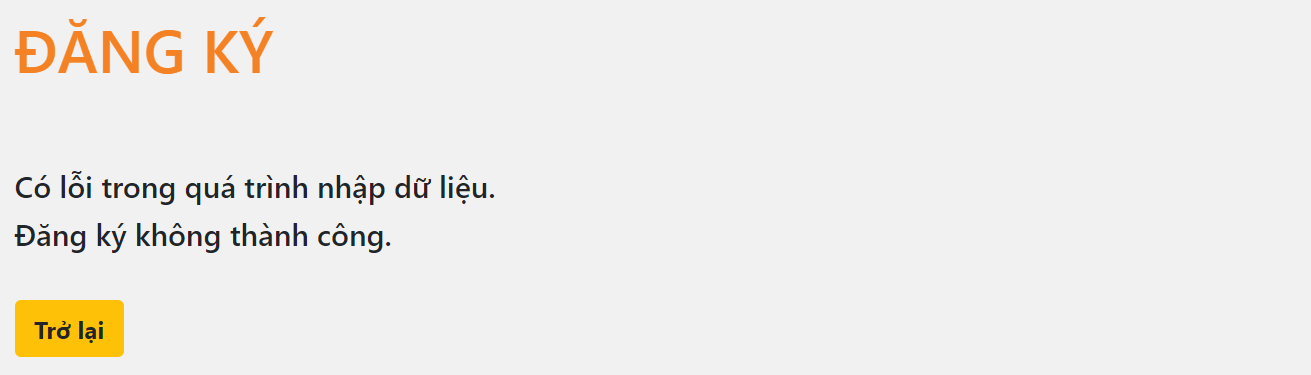 ĐĂNG KÝ
Có lỗi trong quá trình nhập dữ liệu.
Đăng ký không thành công.
Trở lại